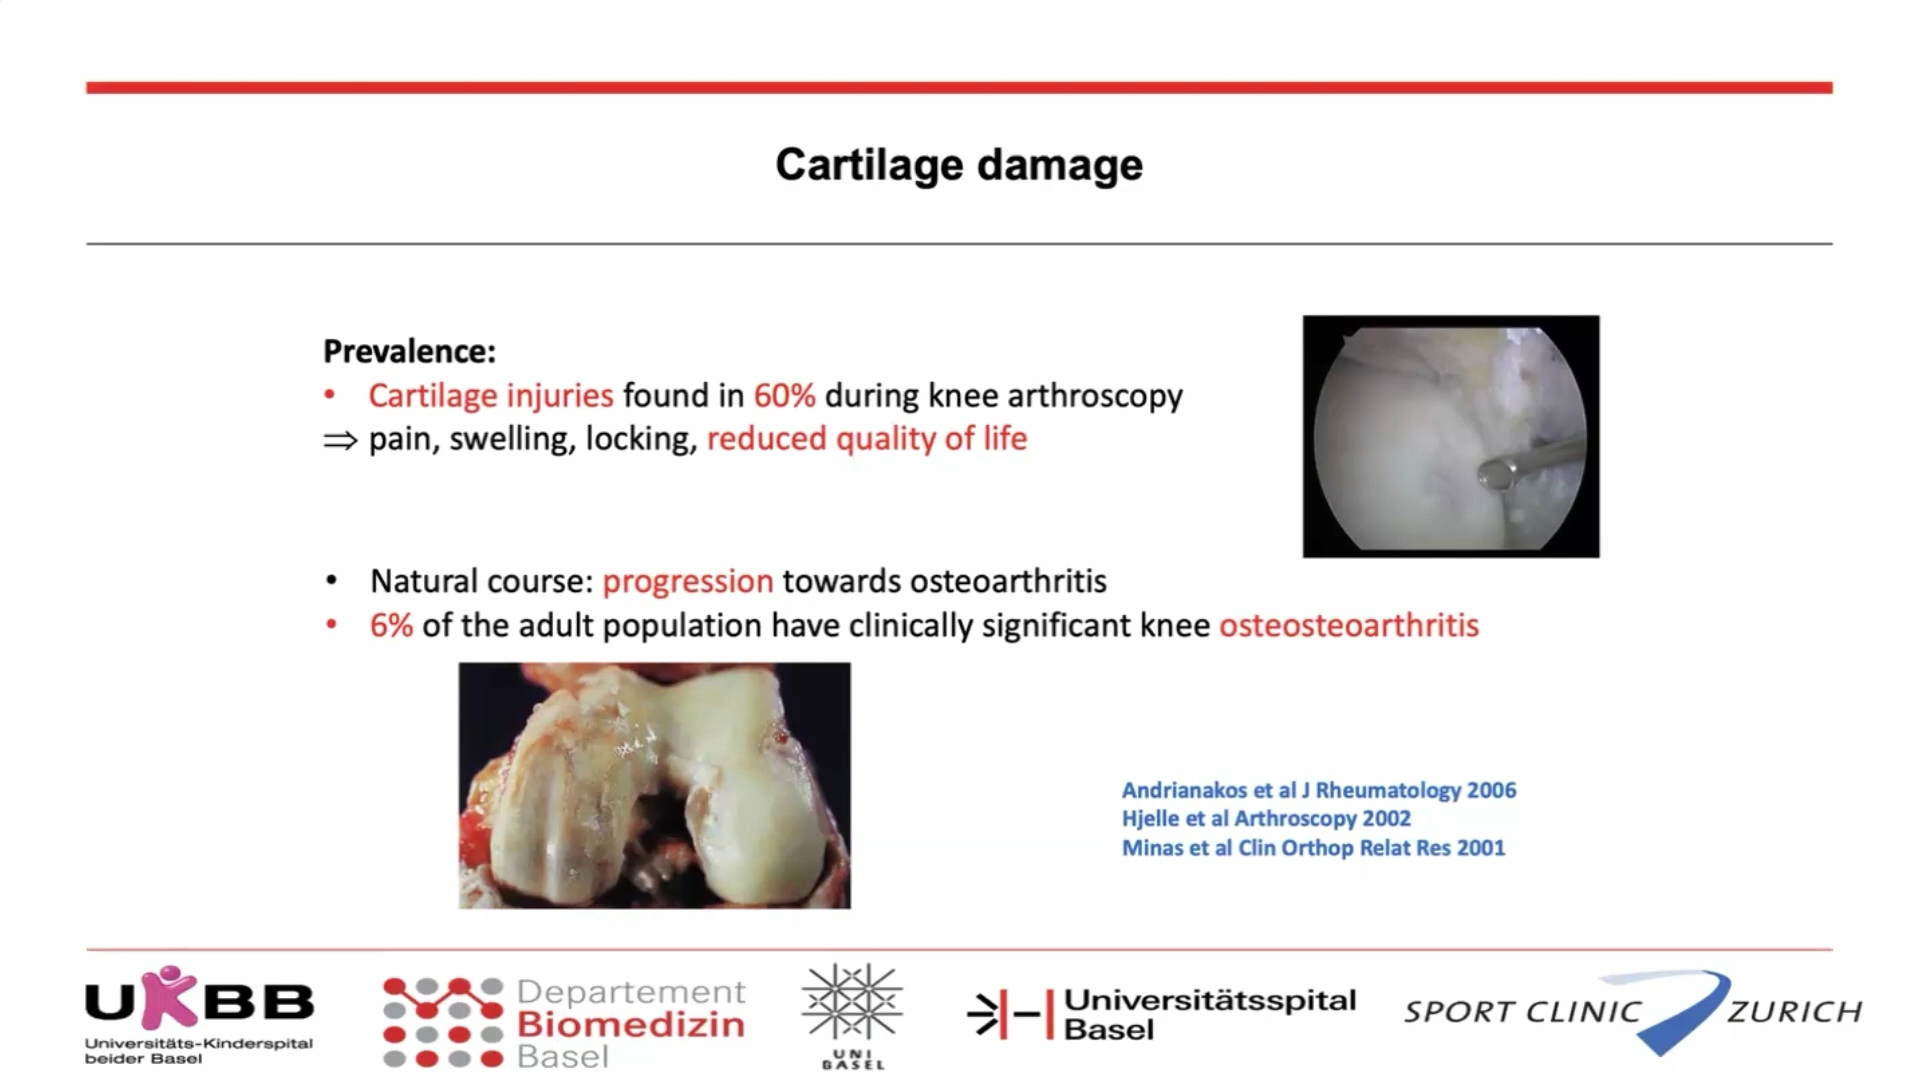 Cartilage damage
Prevalence:
• Cartilage injuries found in 60% during knee arthroscopy
⇒ pain, swelling, locking, reduced quality of life
• Natural course: progression towards osteoarthritis
• 6% of the adult population have clinically significant knee osteosteoarthritis
Andrianakos et al J Rheumatology 2006
Hjelle et al Arthroscopy 2002
Minas et al Clin Orthop Relat Res 2001
UKBB
Universitäts-Kinderspital
beider Basel
Departement
Biomedizin
Basel
UNI
BASEL
Universitätsspital
Basel
SPORT CLINIC ZURICH